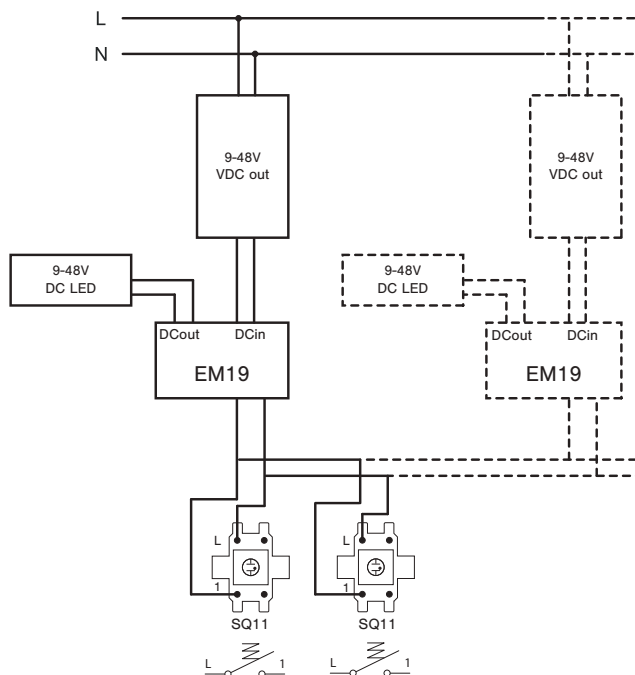 L
N
9-48V
VDC out
9-48V
VDC out
9-48V
DC LED
9-48V
DC LED
DCout DCin
EM19
DCout DCin
EM19
L
1
SQ11
L
1
SQ11
L 1
L 1